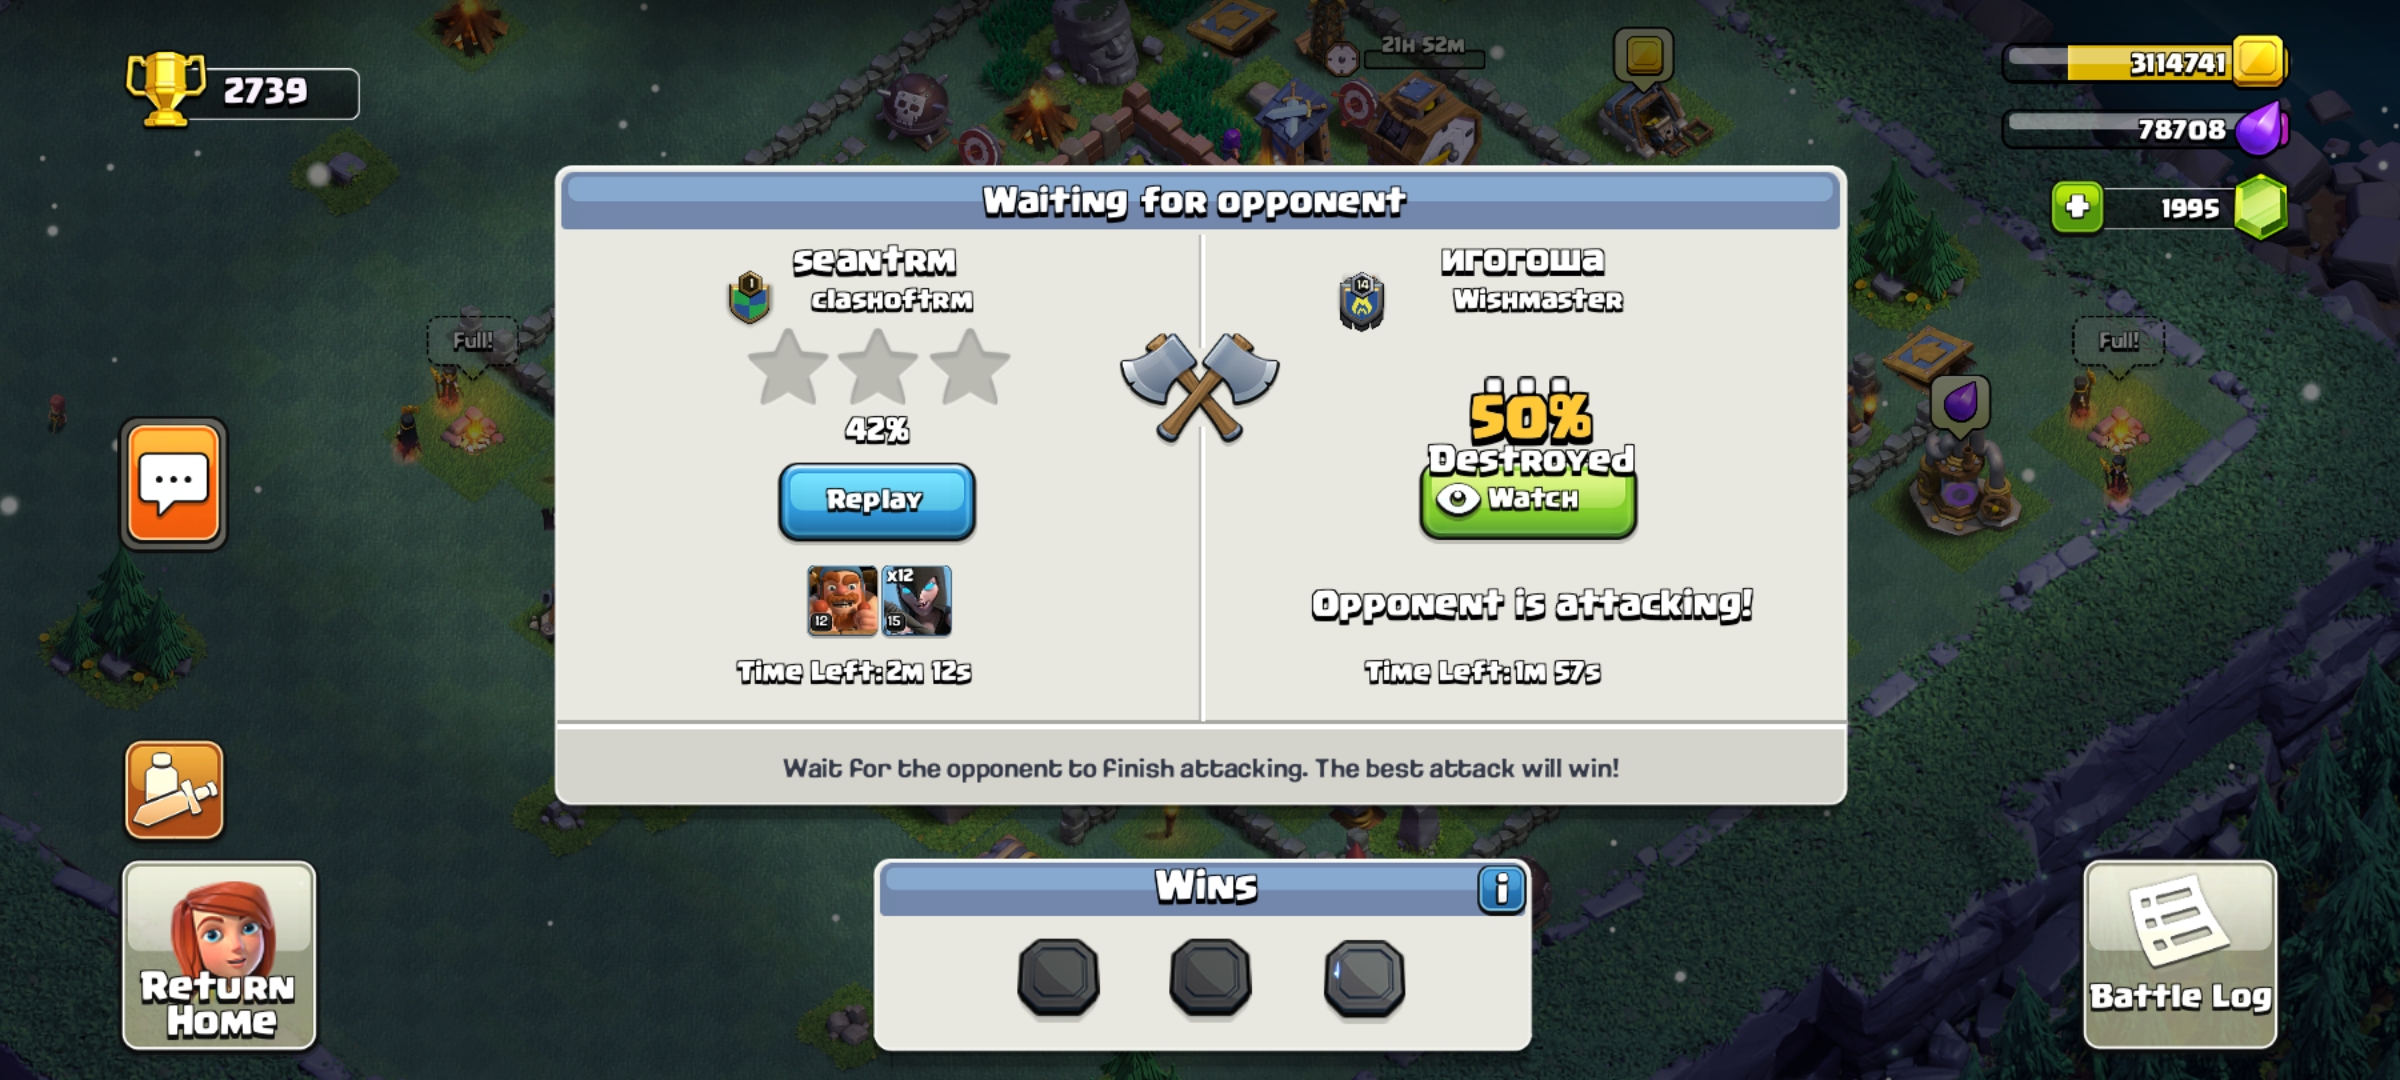 2739
21H 52M
3114741
78708
1995
Waiting for opponent
seantrm
clashoftrm
42%
Replay
x12
12
15
Time Left: 2M 12s
1
игогоша
Wishmaster
14
50%
Destroyed
Watch
Opponent is attacking!
Time Left: 1M 57s
Wait for the opponent to finish attacking. The best attack will win!
Full!
Full!
Wins
i
Return
Home
Battle Log